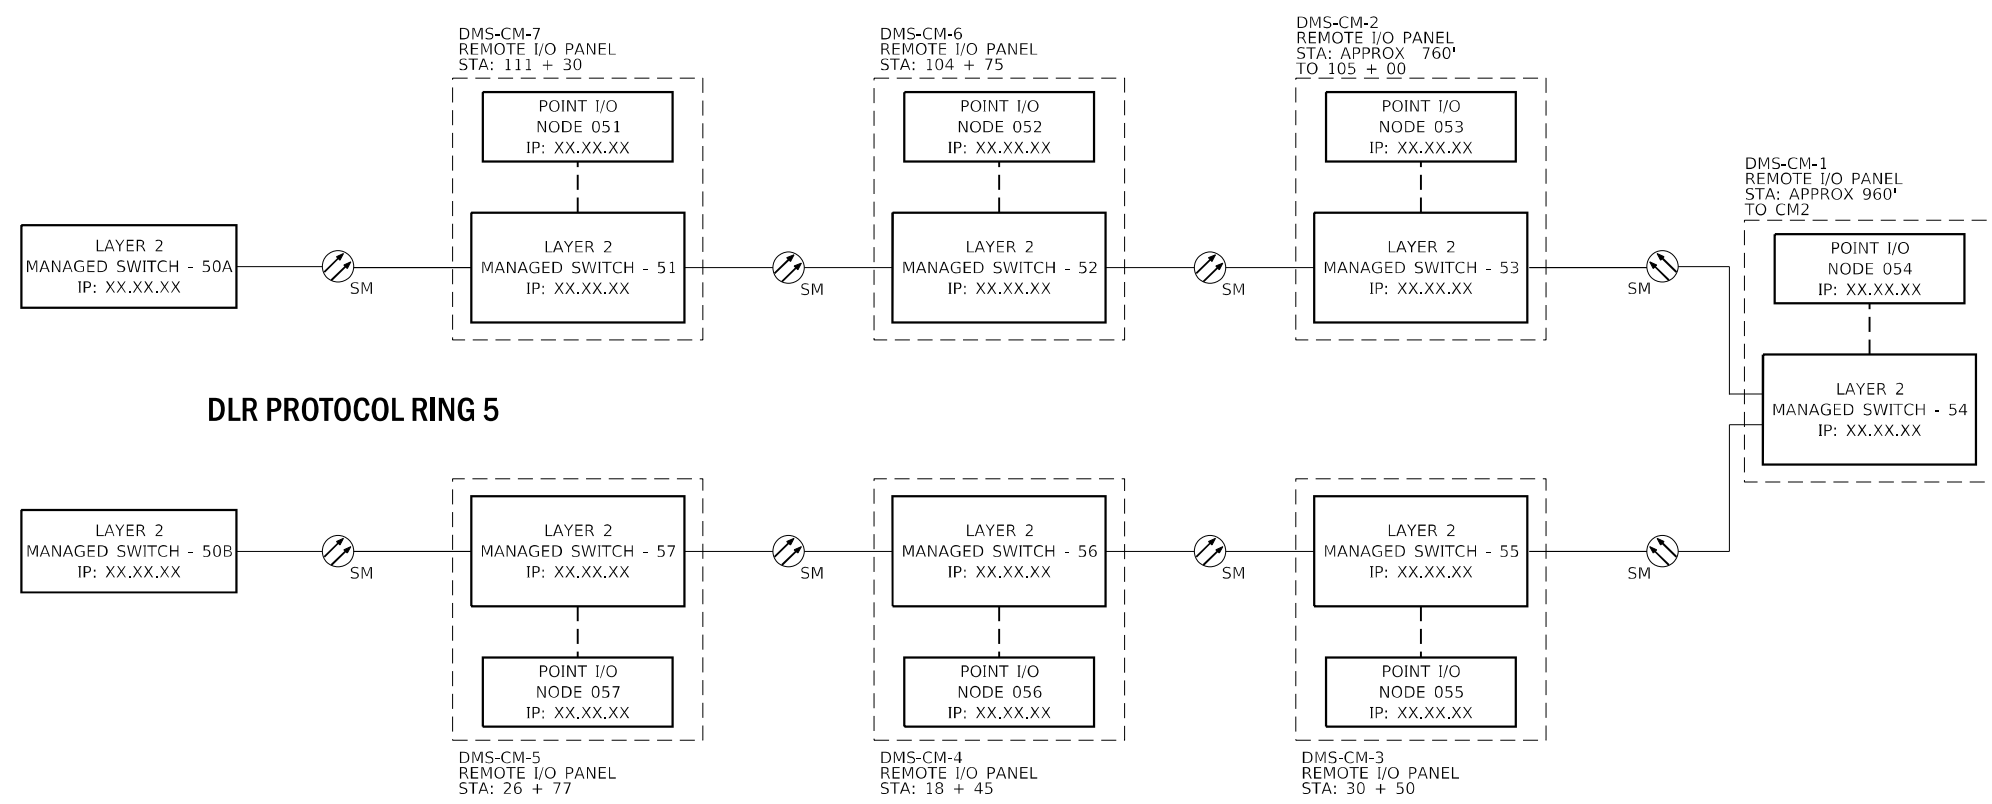 DMS-CM-7
REMOTE I/O PANEL
STA: 111 + 30
POINT I/O
NODE 051
IP: XX.XX.XX
LAYER 2
MANAGED SWITCH - 51
IP: XX.XX.XX
DMS-CM-6
REMOTE I/O PANEL
STA: 104 + 75
POINT I/O
NODE 052
IP: XX.XX.XX
LAYER 2
MANAGED SWITCH - 52
IP: XX.XX.XX
DMS-CM-2
REMOTE I/O PANEL
STA: APPROX 760'
TO 105 + 00
POINT I/O
NODE 053
IP: XX.XX.XX
LAYER 2
MANAGED SWITCH - 53
IP: XX.XX.XX
DMS-CM-1
REMOTE I/O PANEL
STA: APPROX 960'
TO CM2
POINT I/O
NODE 054
IP: XX.XX.XX
LAYER 2
MANAGED SWITCH - 54
IP: XX.XX.XX
LAYER 2
MANAGED SWITCH - 50A
IP: XX.XX.XX
SM
SM
SM
SM
DLR PROTOCOL RING 5
LAYER 2
MANAGED SWITCH - 50B
IP: XX.XX.XX
SM
SM
SM
SM
LAYER 2
MANAGED SWITCH - 57
IP: XX.XX.XX
POINT I/O
NODE 057
IP: XX.XX.XX
DMS-CM-5
REMOTE I/O PANEL
STA: 26 + 77
LAYER 2
MANAGED SWITCH - 56
IP: XX.XX.XX
POINT I/O
NODE 056
IP: XX.XX.XX
DMS-CM-4
REMOTE I/O PANEL
STA: 18 + 45
LAYER 2
MANAGED SWITCH - 55
IP: XX.XX.XX
POINT I/O
NODE 055
IP: XX.XX.XX
DMS-CM-3
REMOTE I/O PANEL
STA: 30 + 50